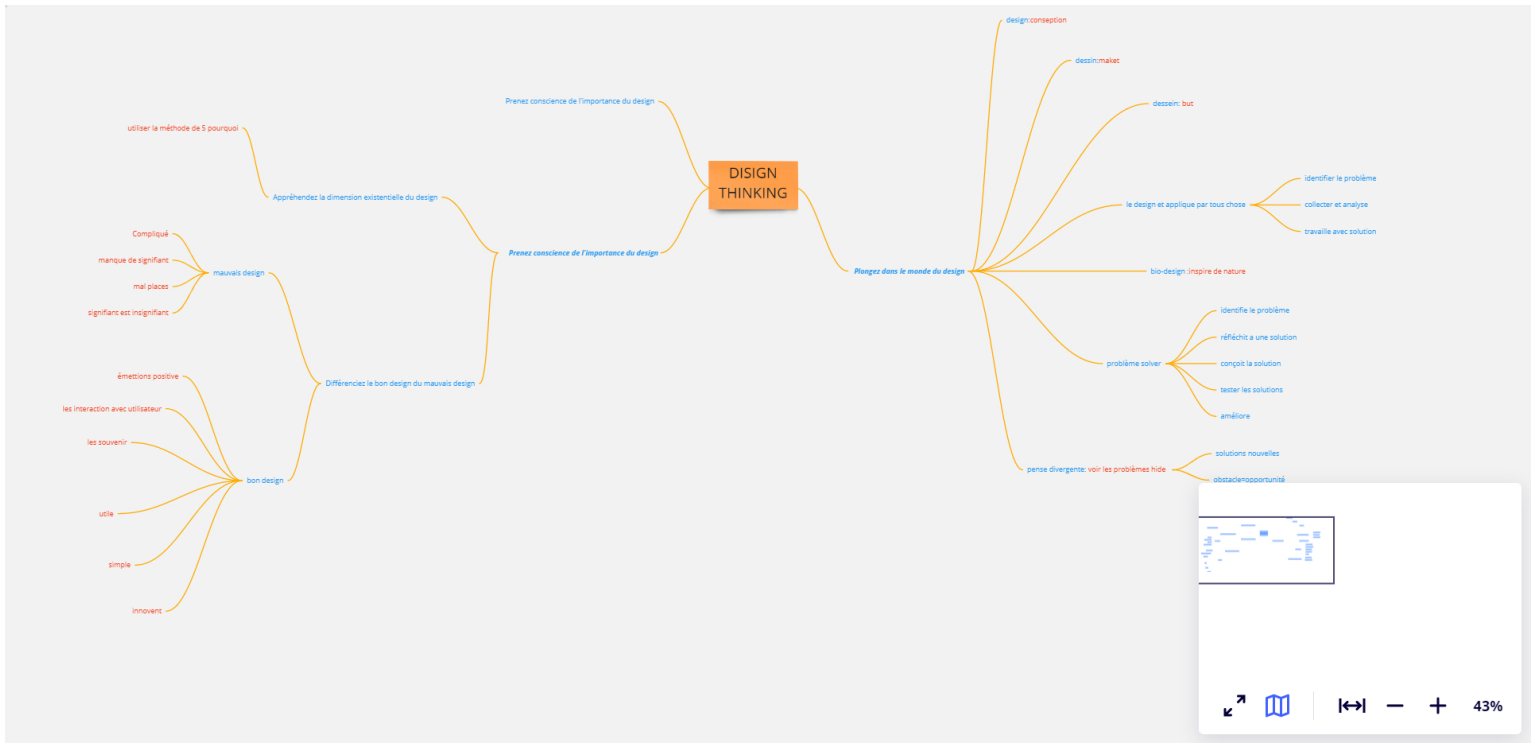 DISIGN
THINKING
Prenez conscience de l'importance du design
Prenez conscience de l'importance du design
Appréhendez la dimension existentielle du design
utiliser la méthode de 5 pourquoi
Différenciez le bon design du mauvais design
mauvais design
Compliqué
manque de signifiant
mal places
signifiant est insignifiant
bon design
émettions positive
les interaction avec utilisateur
les souvenir
utile
simple
innovent
Plongez dans le monde du design
design:conseption
dessin:maket
dessein: but
le design et applique par tous chose
identifier le problème
collecter et analyse
travaille avec solution
bio-design :inspire de nature
problème solver
identifie le problème
réfléchit a une solution
conçoit la solution
tester les solutions
améliore
pense divergente: voir les problèmes hide
solutions nouvelles
obstacle=opportunité
43%